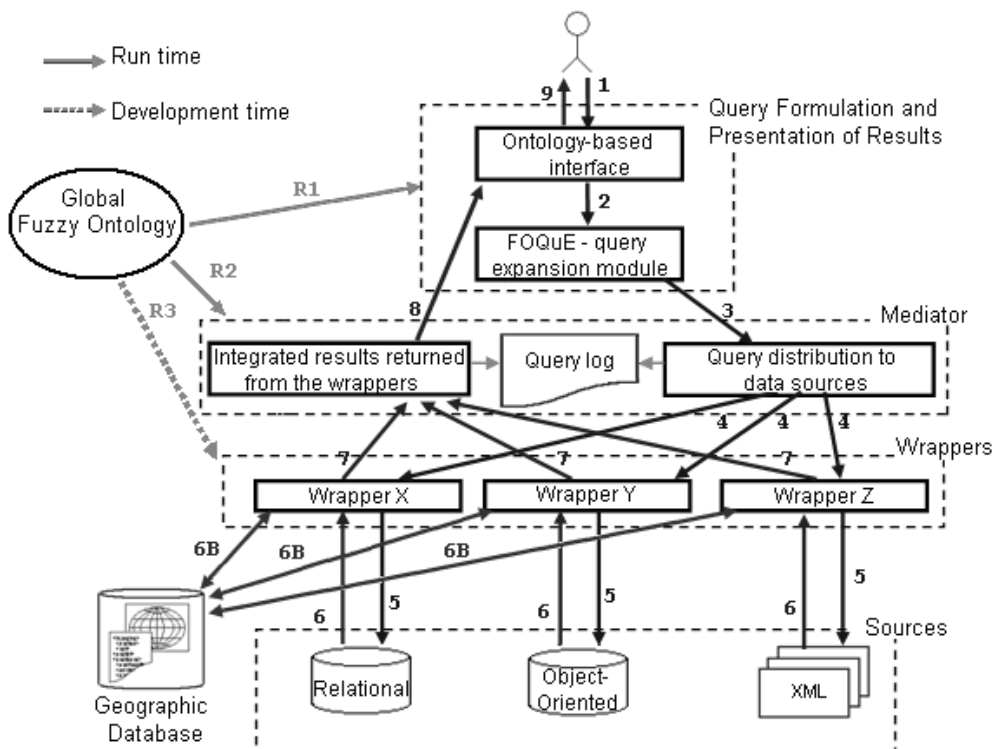 Run time
Development time
9
1
Query Formulation and
Presentation of Results
Ontology-based
interface
R1
Global
Fuzzy Ontology
2
FOQuE - query
expansion module
R2
R3
8
3
Mediator
Integrated results returned
from the wrappers
Query log
Query distribution to
data sources
4
4
4
Wrappers
7
7
7
Wrapper X
Wrapper Y
Wrapper Z
6B
6B
6B
6
5
6
5
6
5
Sources
Relational
Object-
Oriented
XML
Geographic
Database